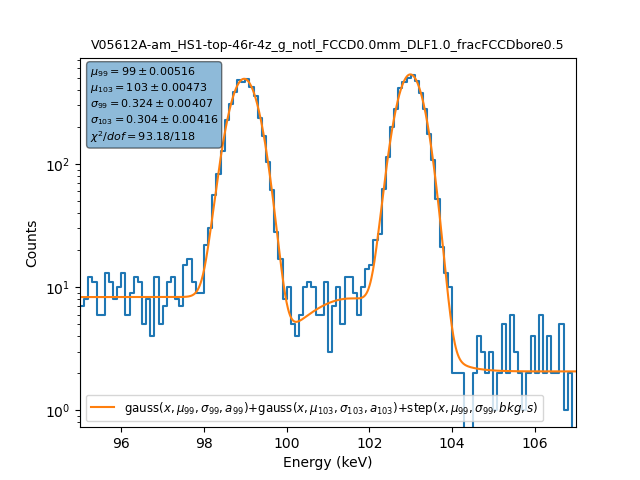 V05612A-am_HS1-top-46r-4z_g_notl_FCCD0.0mm_DLF1.0_fracFCCDbore0.5
μ₉₉ = 99 ± 0.00516
μ₁₀₃ = 103 ± 0.00473
σ₉₉ = 0.324 ± 0.00407
σ₁₀₃ = 0.304 ± 0.00416
χ²/dof = 93.18/118
Counts
10²
10¹
10⁰
gauss(x, μ₉₉, σ₉₉, a₉₉)+gauss(x, μ₁₀₃, σ₁₀₃, a₁₀₃)+step(x, μ₉₉, σ₉₉, bkg, s)
96 98 100 102 104 106
Energy (keV)